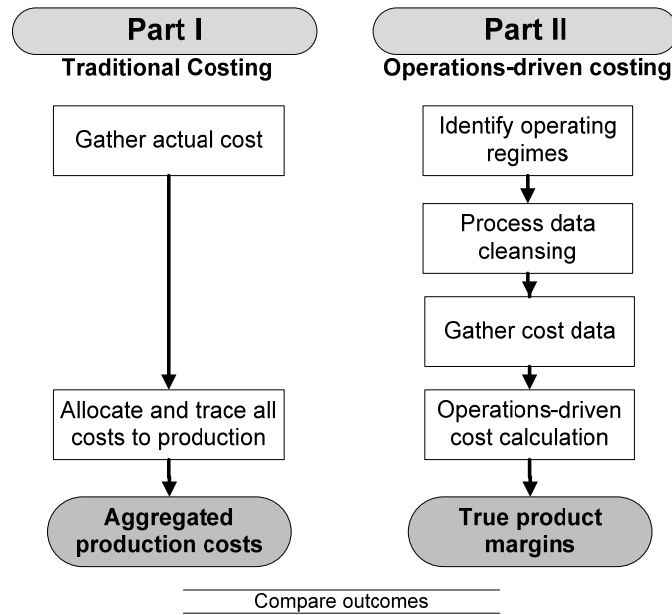 Part I
Traditional Costing
Gather actual cost
Allocate and trace all
costs to production
Aggregated
production costs
Part II
Operations-driven costing
Identify operating
regimes
Process data
cleansing
Gather cost data
Operations-driven
cost calculation
True product
margins
Compare outcomes